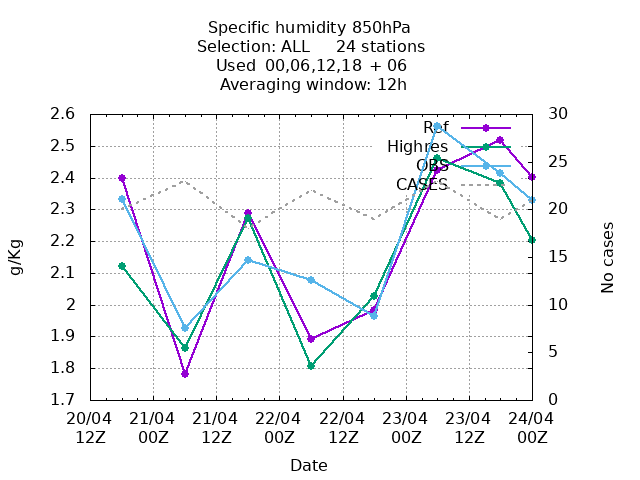 Specific humidity 850hPa
Selection: ALL 24 stations
Used 00,06,12,18 + 06
Averaging window: 12h
g/Kg
2.6
2.5
2.4
2.3
2.2
2.1
2
1.9
1.8
1.7
30
25
20
15
10
5
0
No cases
Ref
Highres
OBS
CASES
20/04 21/04 21/04 22/04 22/04 23/04 23/04 24/04
12Z 00Z 12Z 00Z 12Z 00Z 12Z 00Z
Date